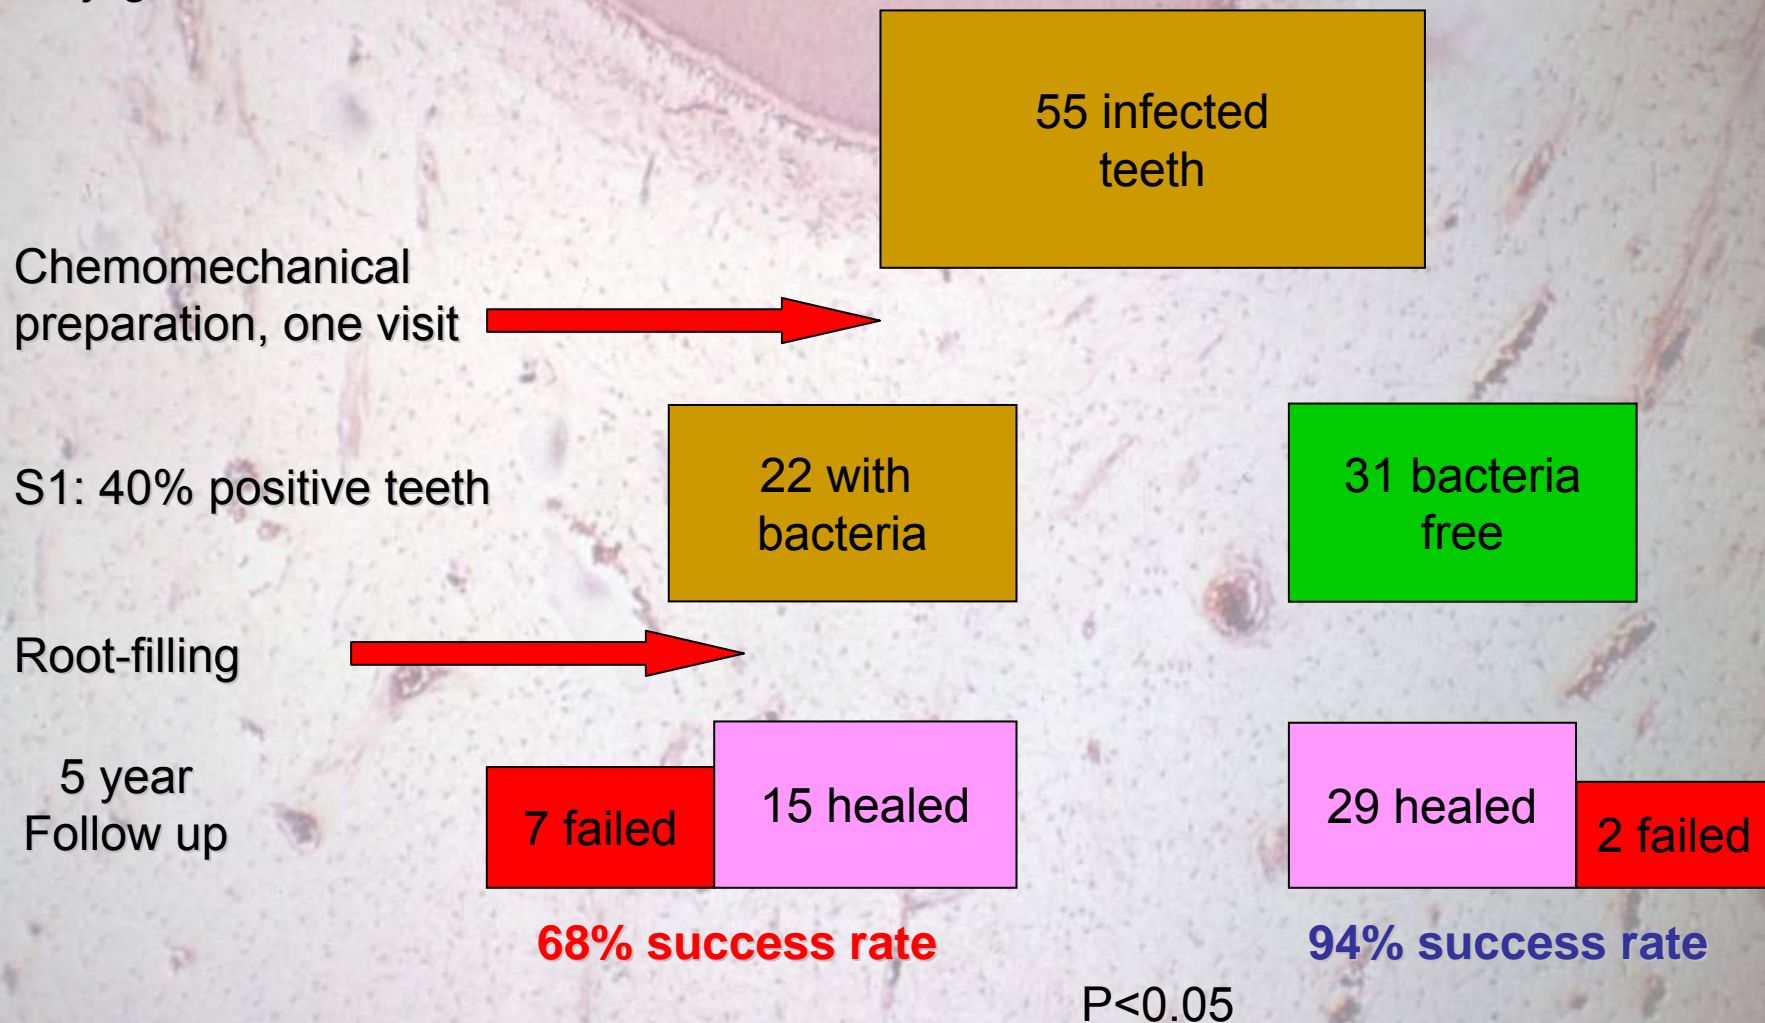 55 infected
teeth
Chemomechanical
preparation, one visit
S1: 40% positive teeth
22 with
bacteria
31 bacteria
free
Root-filling
5 year
Follow up
7 failed
15 healed
29 healed
2 failed
68% success rate
94% success rate
P<0.05